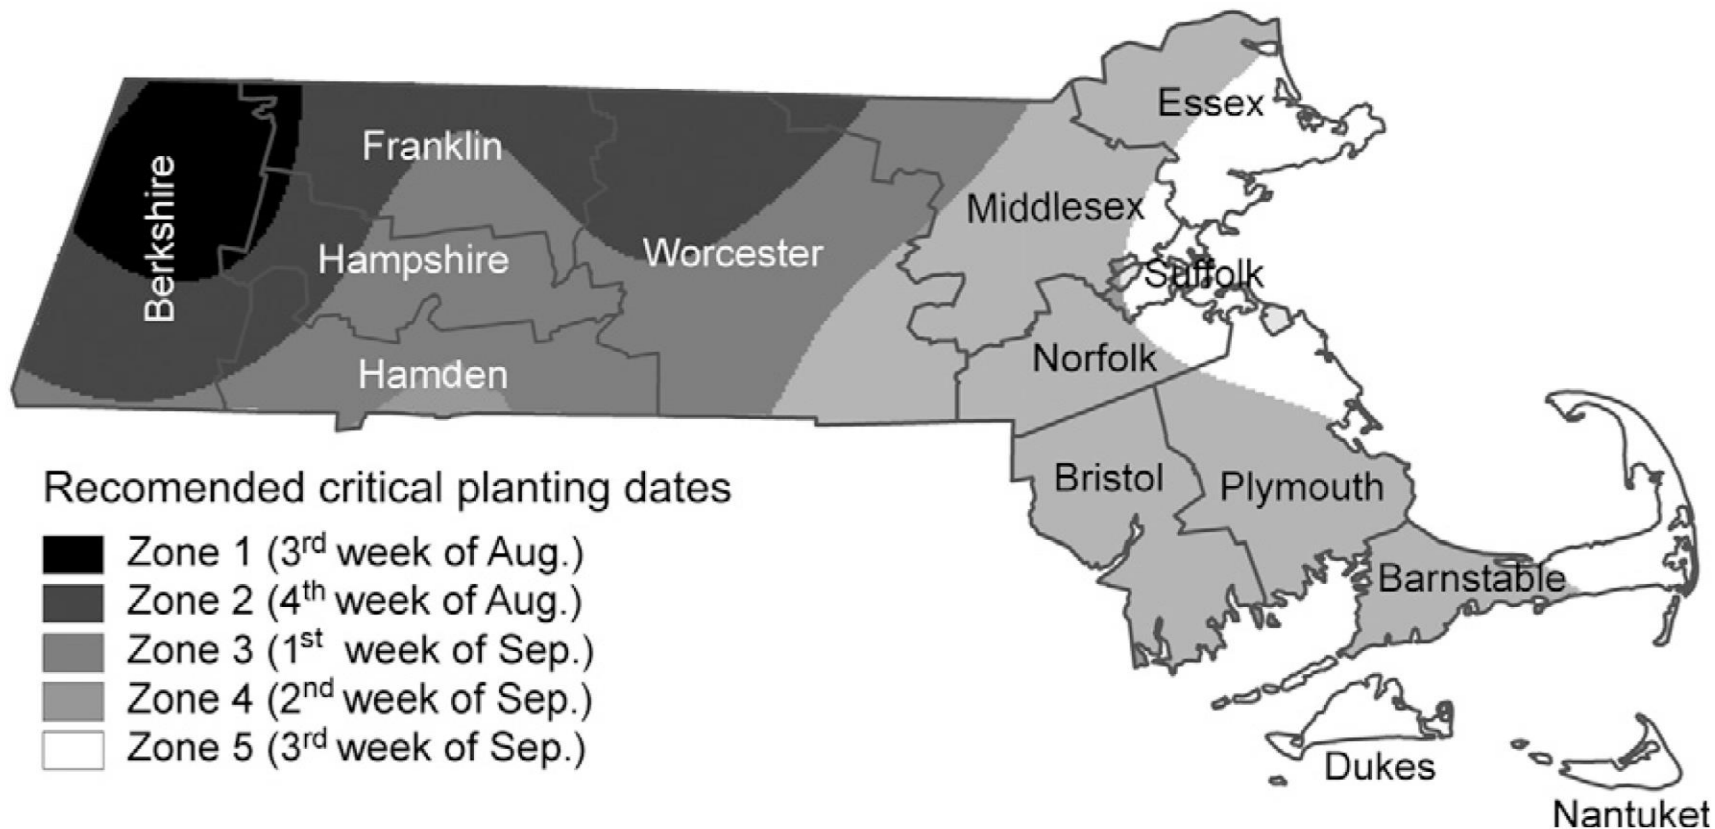 Essex
Franklin
Berkshire
Middlesex
Hampshire
Worcester
Suffolk
Norfolk
Hamden
Bristol
Plymouth
Recomended critical planting dates
Zone 1 (3rd week of Aug.)
Zone 2 (4th week of Aug.)
Zone 3 (1st week of Sep.)
Zone 4 (2nd week of Sep.)
Zone 5 (3rd week of Sep.)
Barnstable
Dukes
Nantuket